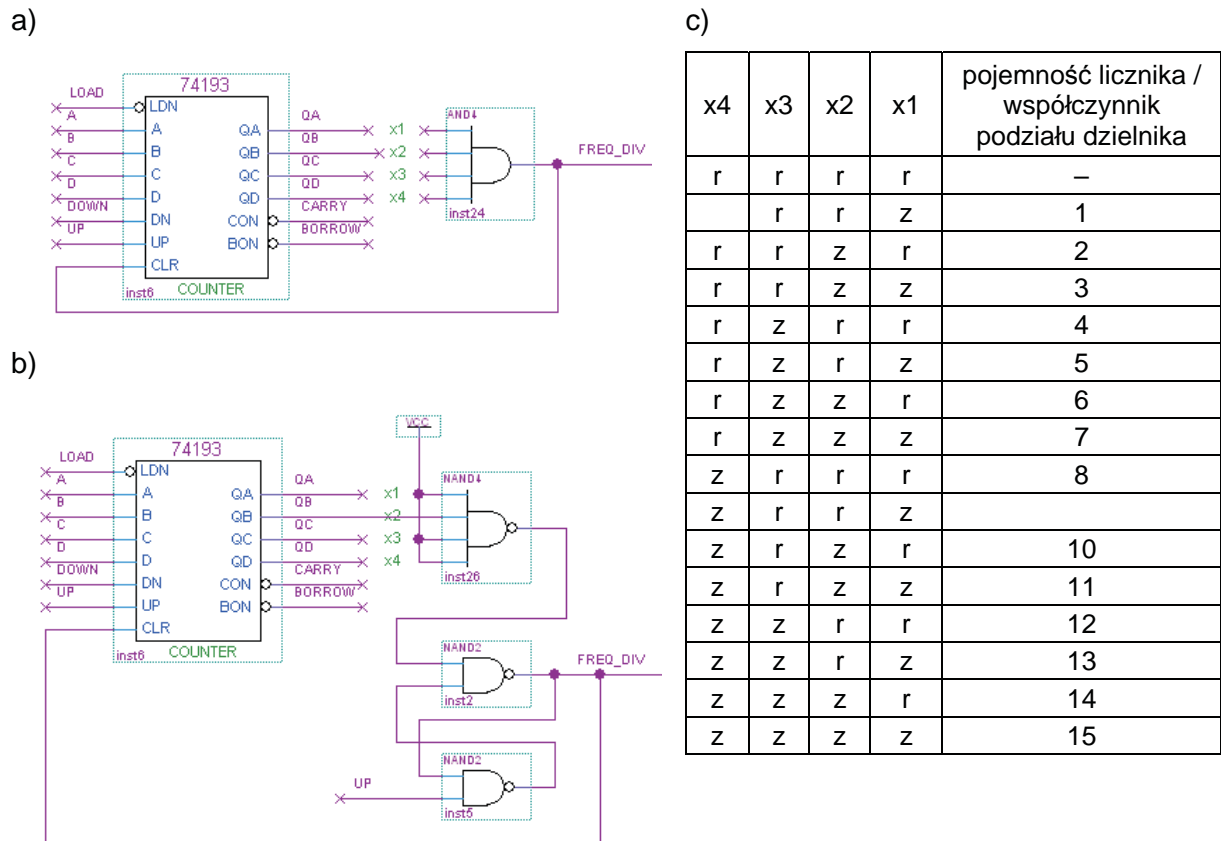 a)
74193
LOAD
LDN
A
A
QA
QA
x1
B
B
QB
QB
x2
C
C
QC
QC
x3
D
D
QD
QD
x4
DOWN
DN
CON
CARRY
UP
UP
BON
BORROW
CLR
inst6
COUNTER
AND4
inst24
FREQ_DIV
b)
VCC
74193
LOAD
LDN
A
A
QA
QA
x1
B
B
QB
QB
x2
C
C
QC
QC
x3
D
D
QD
QD
x4
DOWN
DN
CON
CARRY
UP
UP
BON
BORROW
CLR
inst6
COUNTER
NAND4
inst26
NAND2
inst2
FREQ_DIV
NAND2
UP
inst5
c)
x4 x3 x2 x1 pojemność licznika /
współczynnik
podziału dzielnika
r r r r –
r r z 1
r r z r 2
r r z z 3
r z r r 4
r z r z 5
r z z r 6
r z z z 7
z r r r 8
z r r z
z r z r 10
z r z z 11
z z r r 12
z z r z 13
z z z r 14
z z z z 15